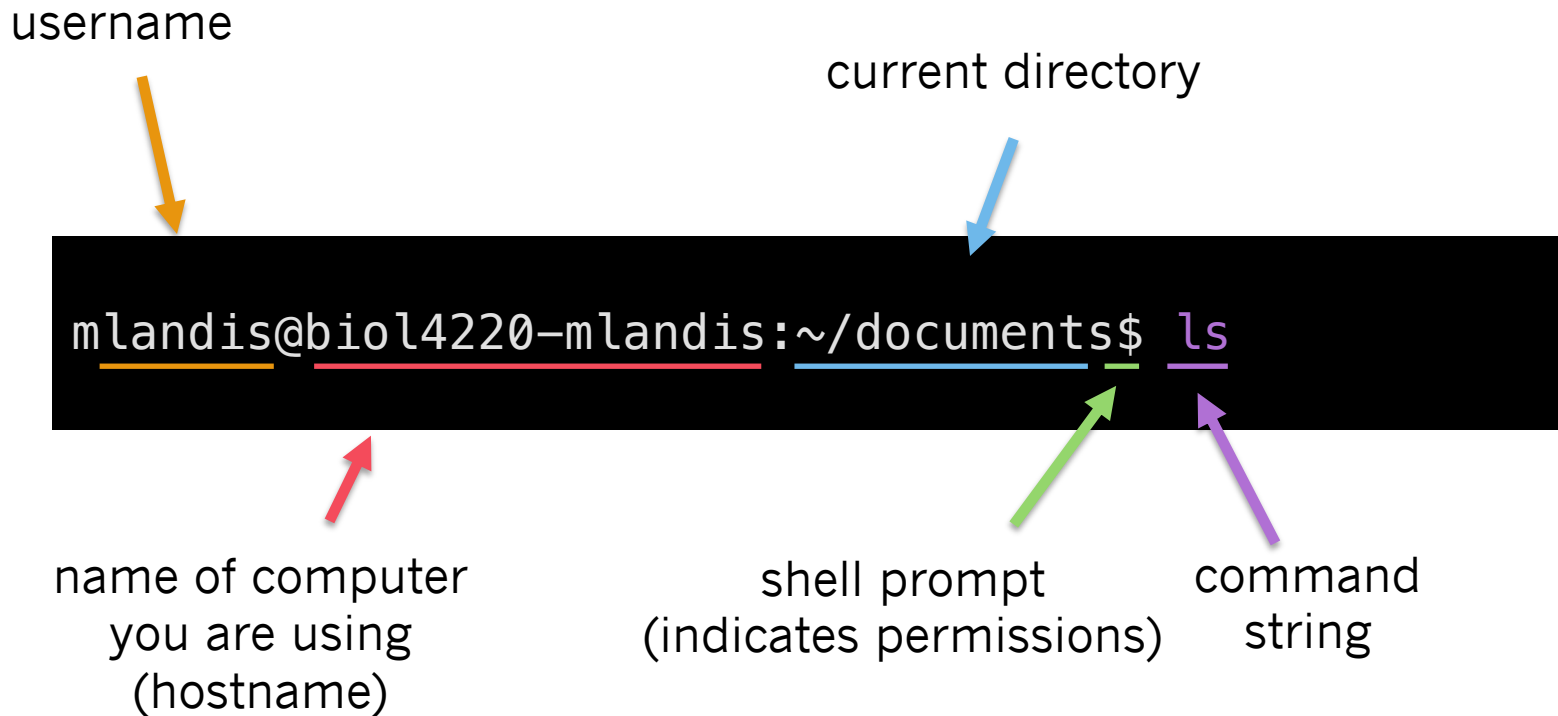 username
current directory
mlandis@biol4220-mlandis:~/documents$ ls
name of computer
you are using
(hostname)
shell prompt
(indicates permissions)
command
string